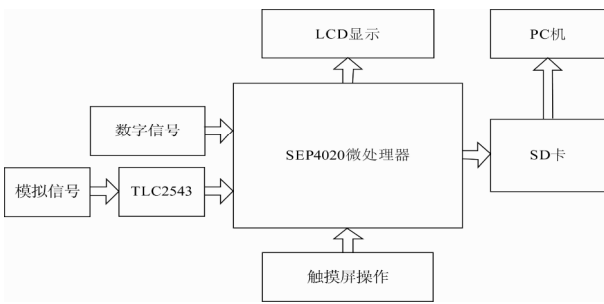 LCD显示
PC机
数字信号
SEP4020微处理器
SD卡
模拟信号
TLC2543
触摸屏操作